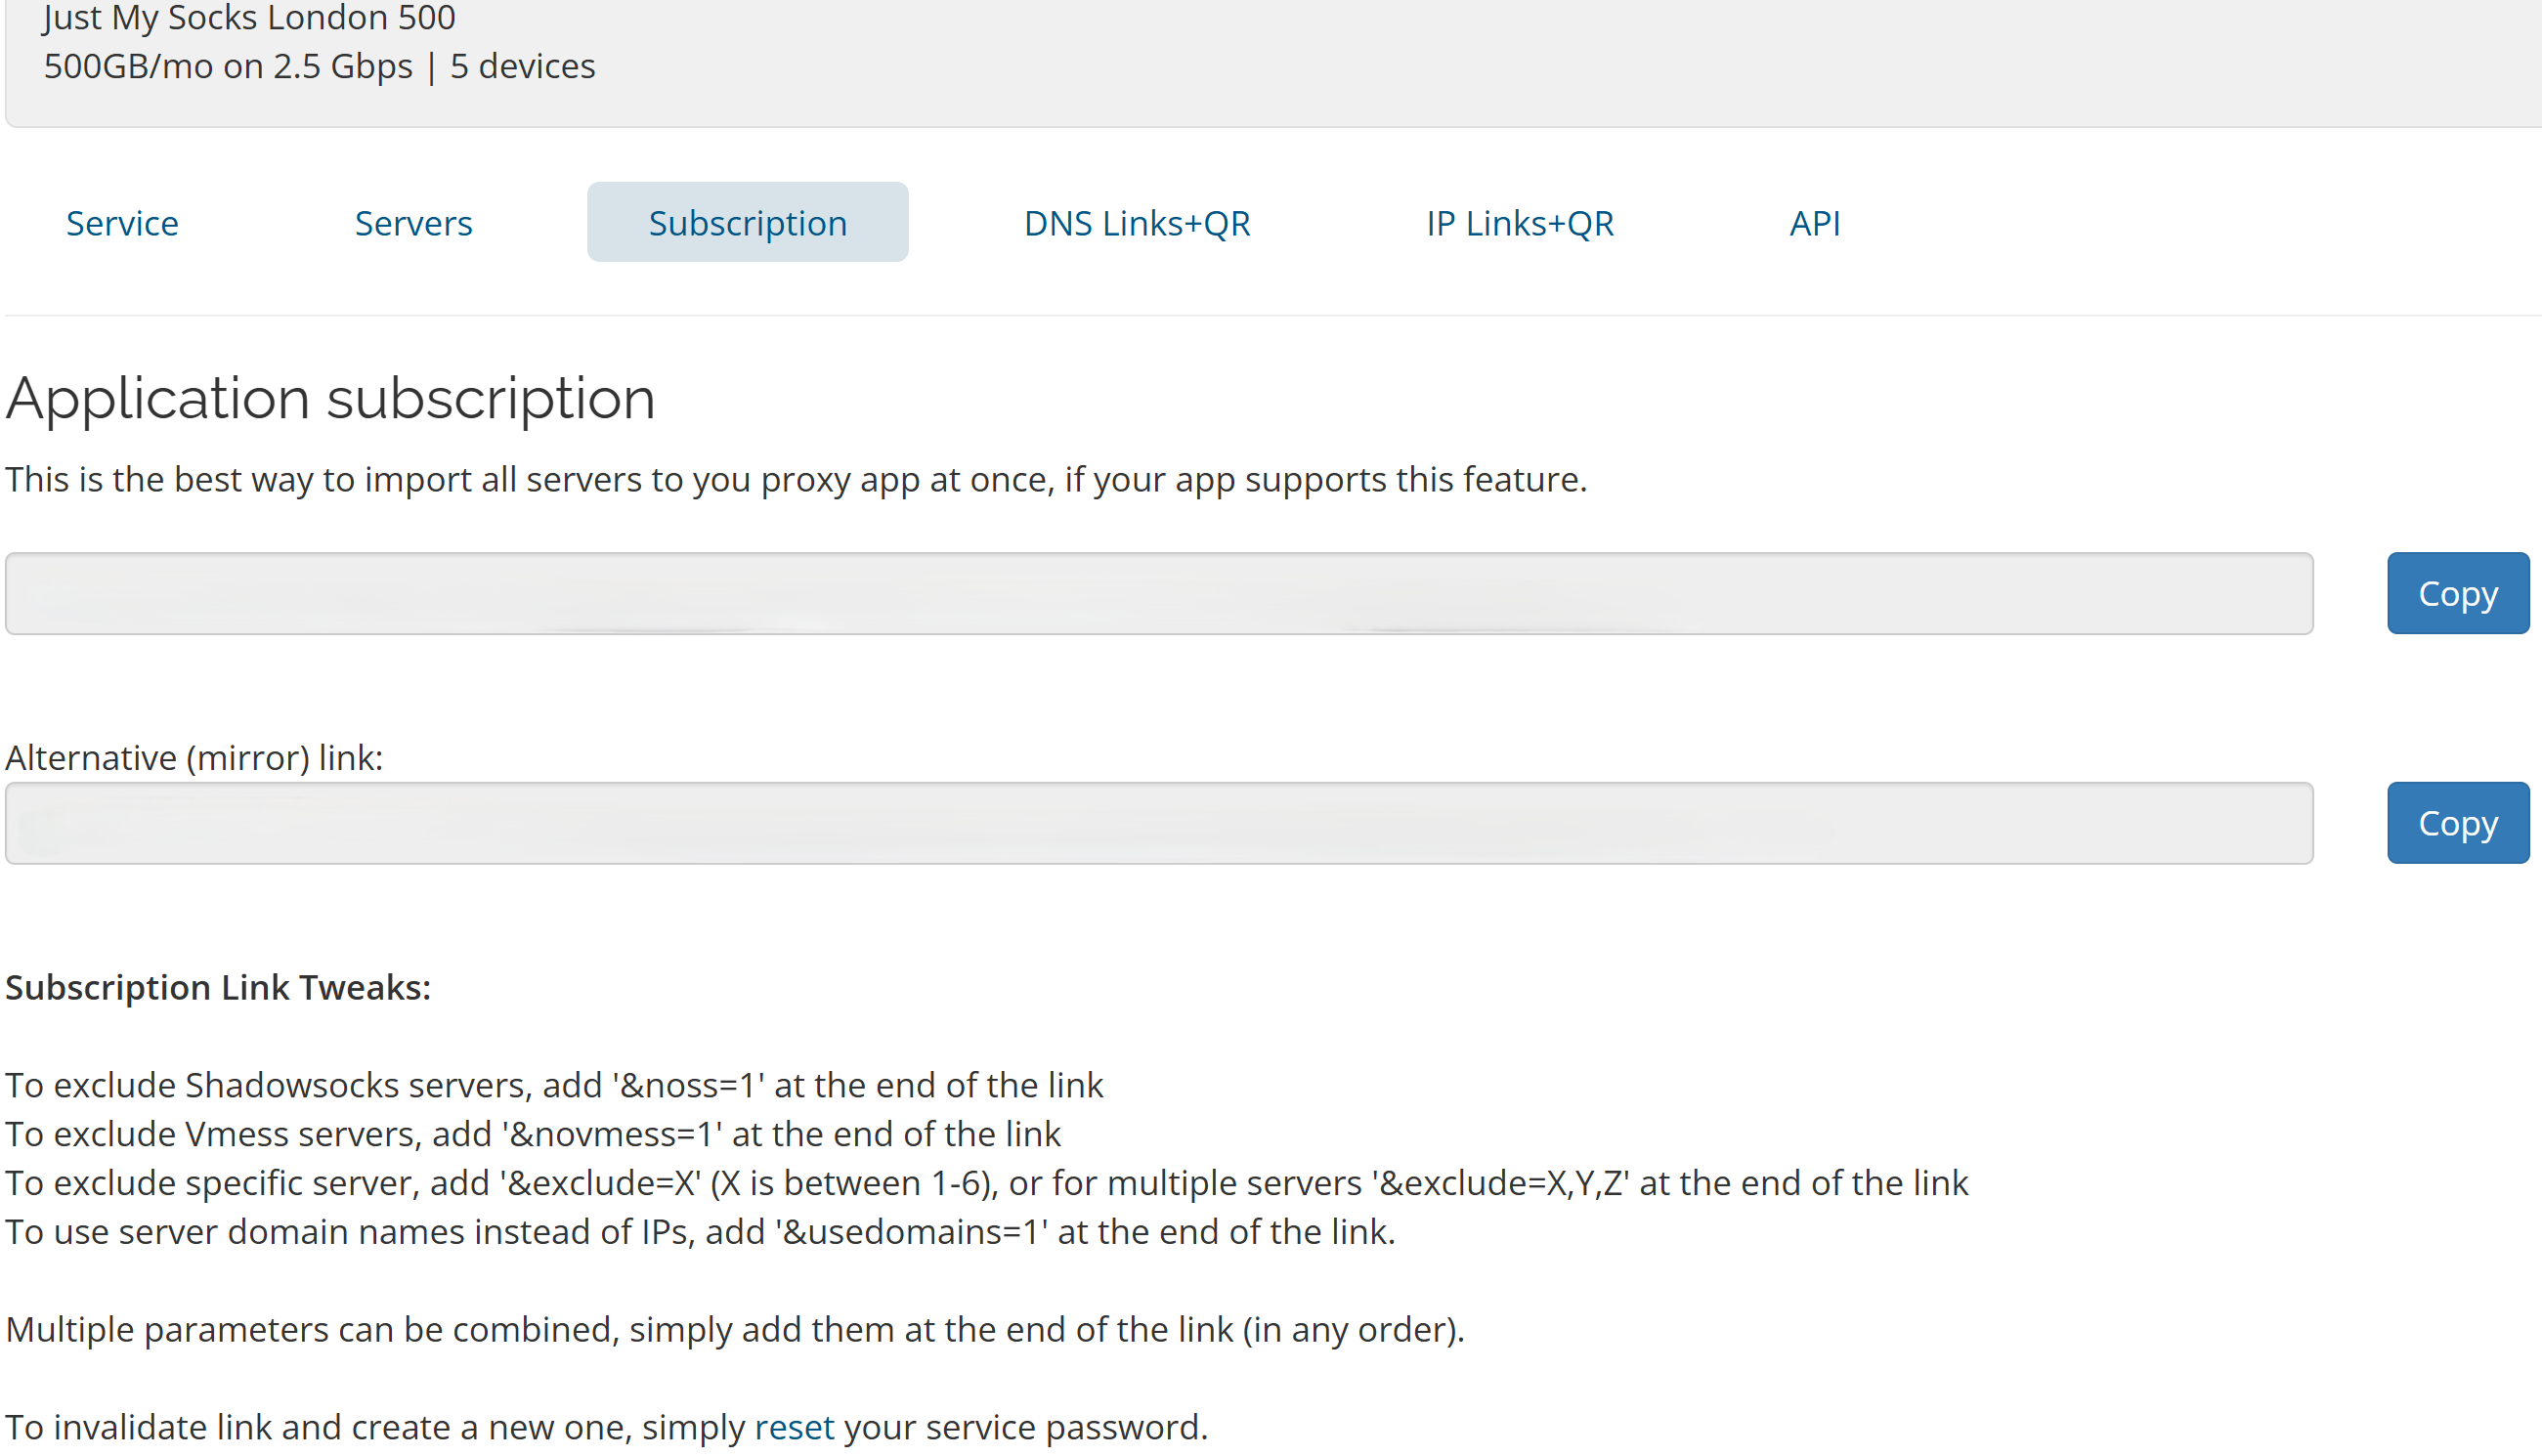 Just My Socks London 500
500GB/mo on 2.5 Gbps | 5 devices
Service Servers Subscription DNS Links+QR IP Links+QR API
Application subscription
This is the best way to import all servers to you proxy app at once, if your app supports this feature.
Copy
Alternative (mirror) link:
Copy
Subscription Link Tweaks:
To exclude Shadowsocks servers, add '&noss=1' at the end of the link
To exclude Vmess servers, add '&novmess=1' at the end of the link
To exclude specific server, add '&exclude=X' (X is between 1-6), or for multiple servers '&exclude=X,Y,Z' at the end of the link
To use server domain names instead of IPs, add '&usedomains=1' at the end of the link.
Multiple parameters can be combined, simply add them at the end of the link (in any order).
To invalidate link and create a new one, simply reset your service password.